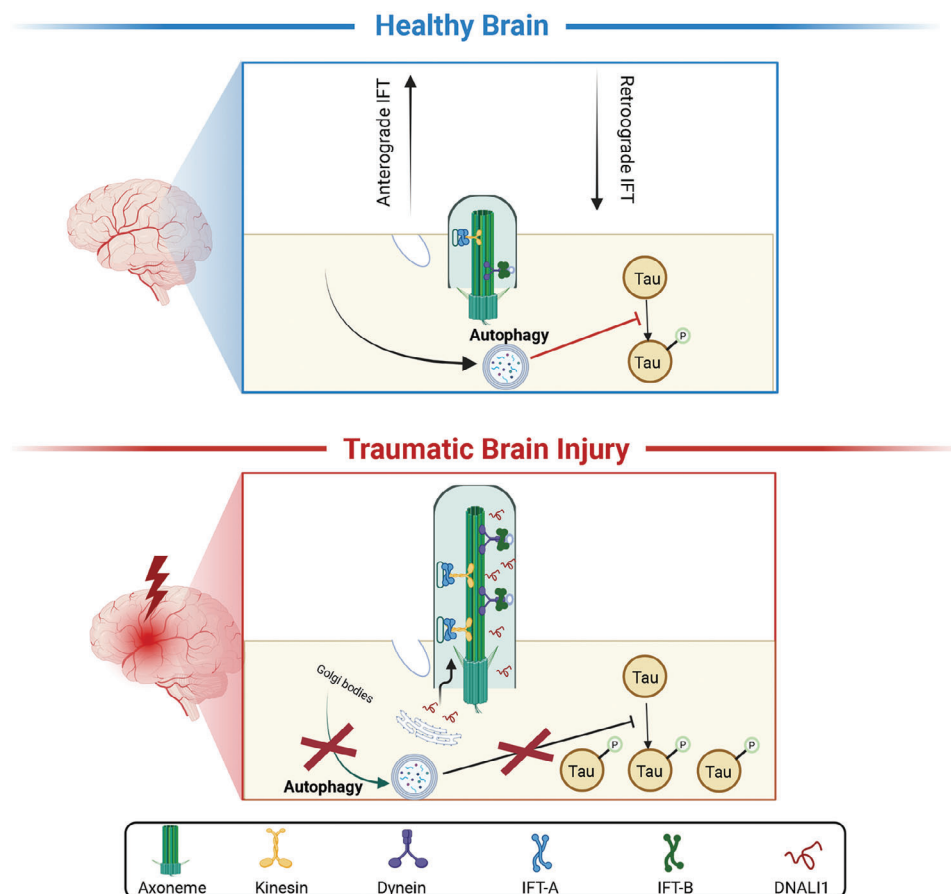 Healthy Brain
Anterograde IFT
Retroograde IFT
Tau
Autophagy
P
Tau
Traumatic Brain Injury
Golgi bodies
Tau
P
P
P
Tau
Tau
Tau
Autophagy
Axoneme
Kinesin
Dynein
IFT-A
IFT-B
DNALI1